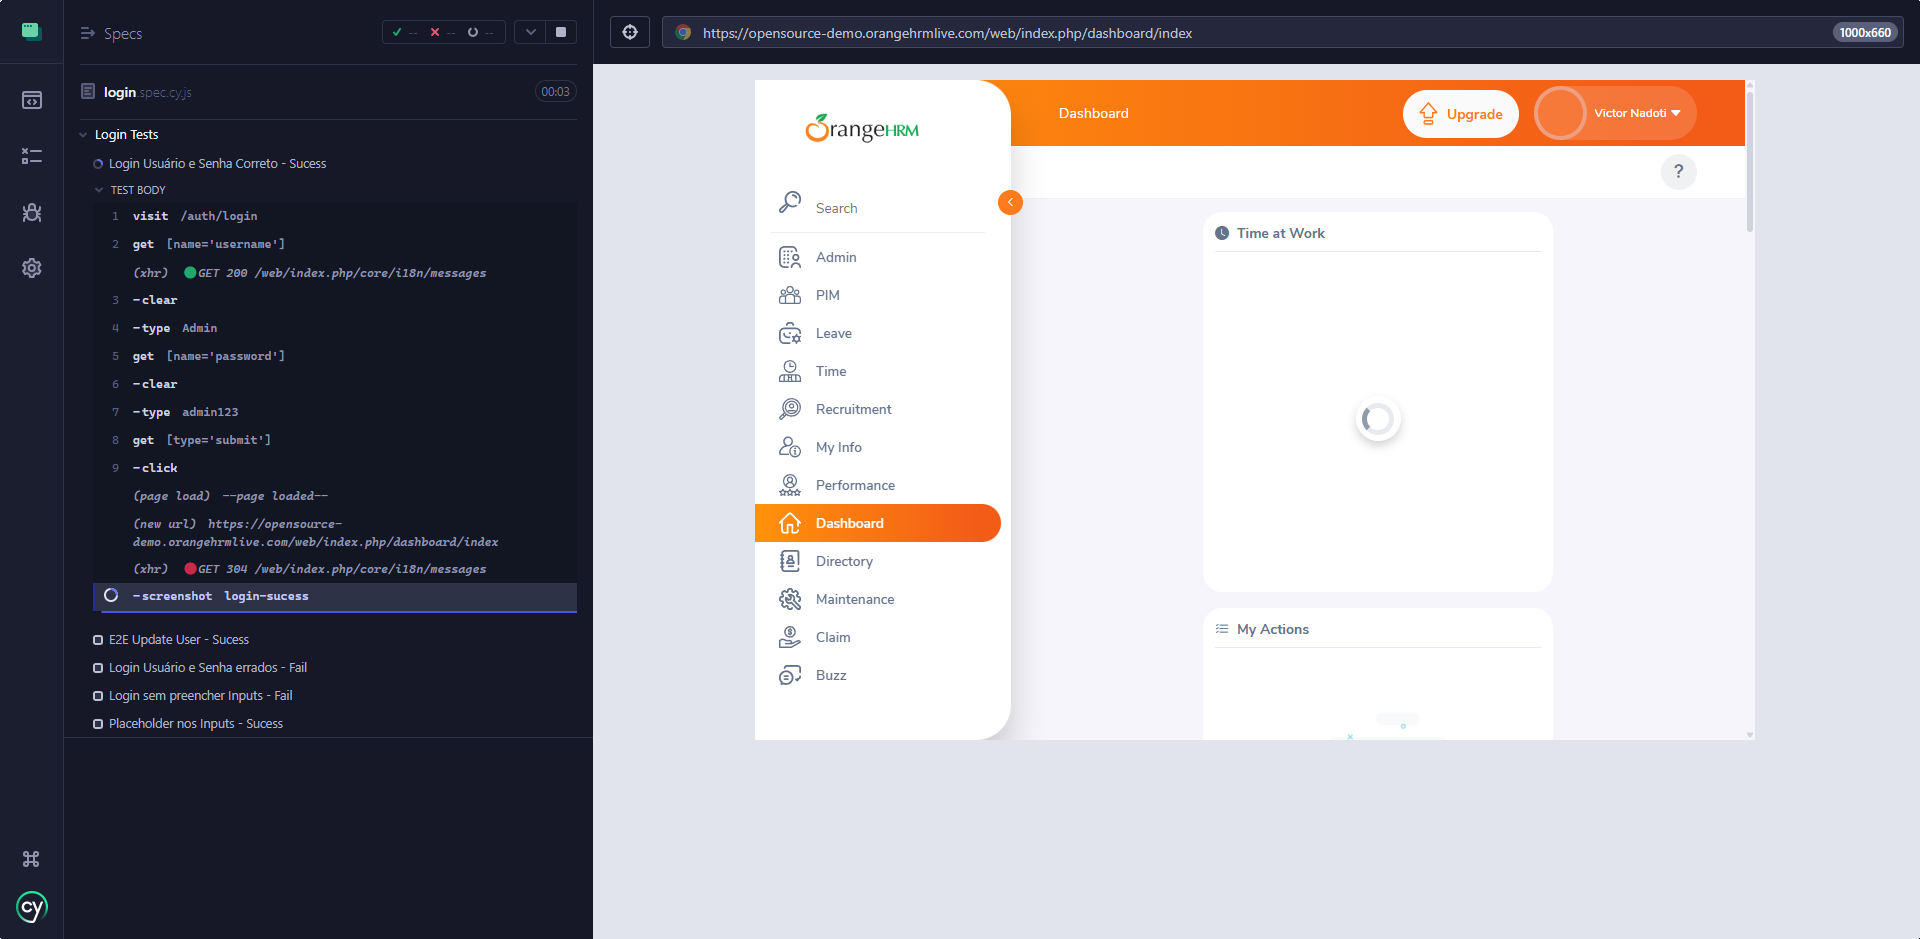 Specs
-- -- --
login.spec.cy.js
00:03
Login Tests
Login Usuário e Senha Correto - Sucess
TEST BODY
1 visit /auth/login
2 get [name='username']
(xhr) GET 200 /web/index.php/core/i18n/messages
3 -clear
4 -type Admin
5 get [name='password']
6 -clear
7 -type admin123
8 get [type='submit']
9 -click
(page load) --page loaded--
(new url) https://opensource-
demo.orangehrmlive.com/web/index.php/dashboard/index
(xhr) GET 304 /web/index.php/core/i18n/messages
-screenshot login-sucess
E2E Update User - Sucess
Login Usuário e Senha errados - Fail
Login sem preencher Inputs - Fail
Placeholder nos Inputs - Sucess
cy
https://opensource-demo.orangehrmlive.com/web/index.php/dashboard/index
1000x660
OrangeHRM
Dashboard
Upgrade
Victor Nadoti
?
Search
Admin
PIM
Leave
Time
Recruitment
My Info
Performance
Dashboard
Directory
Maintenance
Claim
Buzz
Time at Work
My Actions